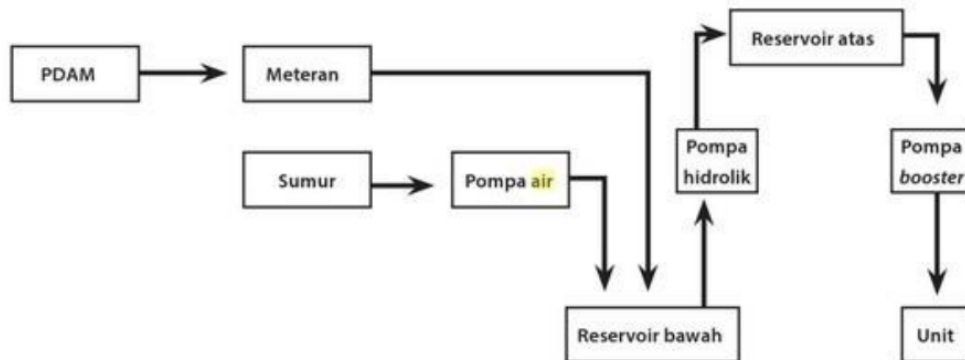 Reservoir atas
PDAM
Meteran
Pompa
hidrolik
Pompa
booster
Sumur
Pompa air
Reservoir bawah
Unit